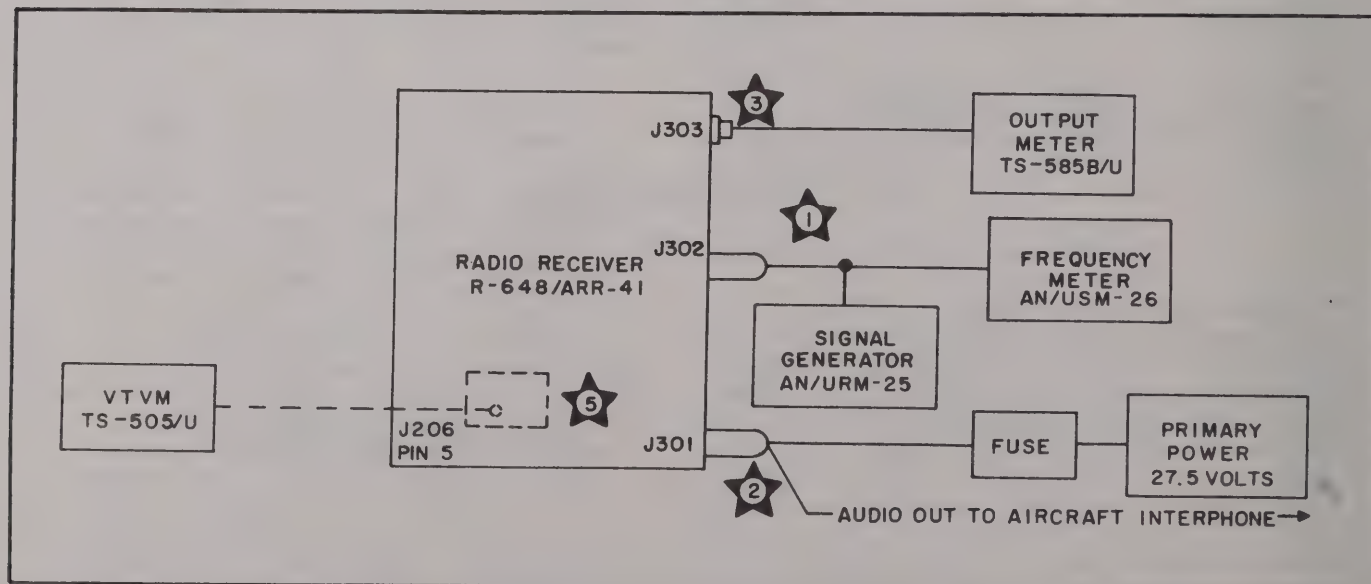 J303
3
OUTPUT
METER
TS-585B/U
1
J302
RADIO RECEIVER
R-648/ARR-41
FREQUENCY
METER
AN/USM-26
SIGNAL
GENERATOR
AN/URM-25
VTVM
TS-505/U
5
J206
PIN 5
J301
2
FUSE
PRIMARY
POWER
27.5 VOLTS
AUDIO OUT TO AIRCRAFT INTERPHONE